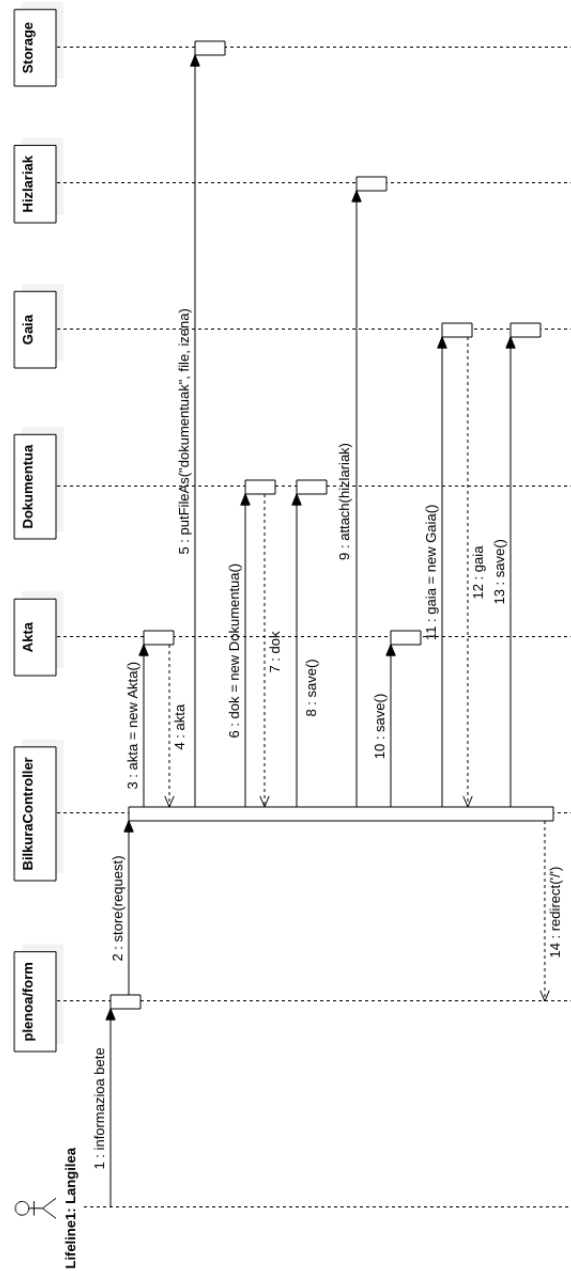 Lifeline1: Langilea
plenoa/form
BilkuraController
Akta
Dokumentua
Gaia
Hizlariak
Storage
1 : informazioa bete
2 : store(request)
3 : akta = new Akta()
4 : akta
5 : putFileAs("dokumentuak", file, izena)
6 : dok = new Dokumentua()
7 : dok
8 : save()
9 : attach(hizlariak)
10 : save()
11 : gaia = new Gaia()
12 : gaia
13 : save()
14 : redirect('/')